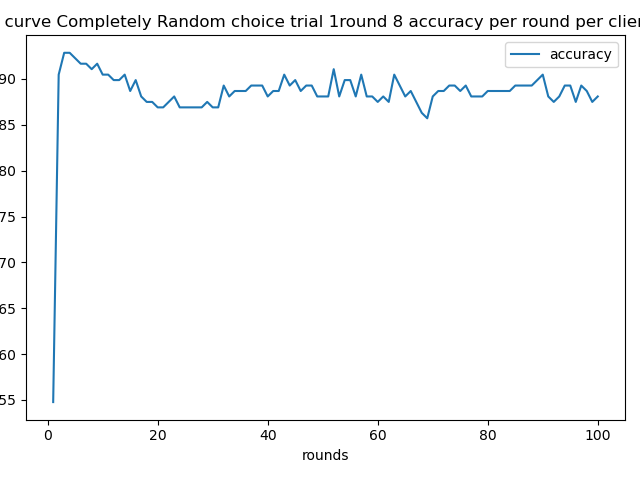 curve Completely Random choice trial 1round 8 accuracy per round per clien
accuracy
90
85
80
75
70
65
60
55
0 20 40 60 80 100
rounds